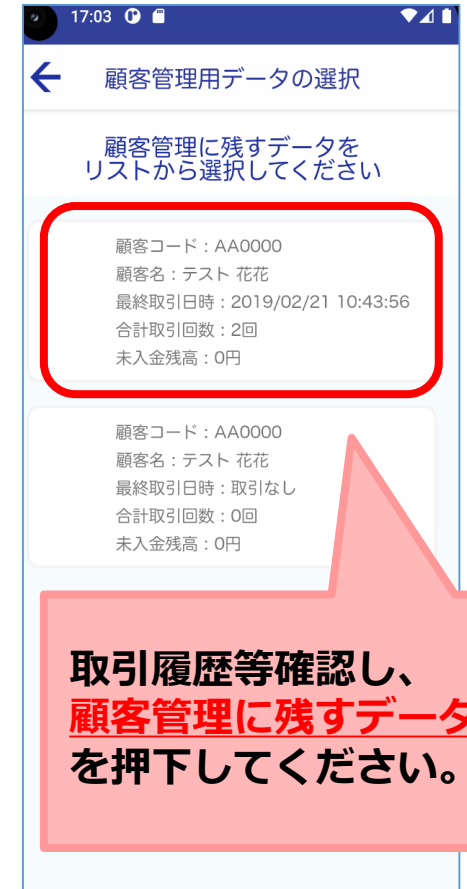 17:03
顧客管理用データの選択
顧客管理に残すデータを
リストから選択してください
顧客コード：AA0000
顧客名：テスト 花花
最終取引日時：2019/02/21 10:43:56
合計取引回数：2回
未入金残高：0円
顧客コード：AA0000
顧客名：テスト 花花
最終取引日時：取引なし
合計取引回数：0回
未入金残高：0円
取引履歴等確認し、
顧客管理に残すデータ
を押下してください。